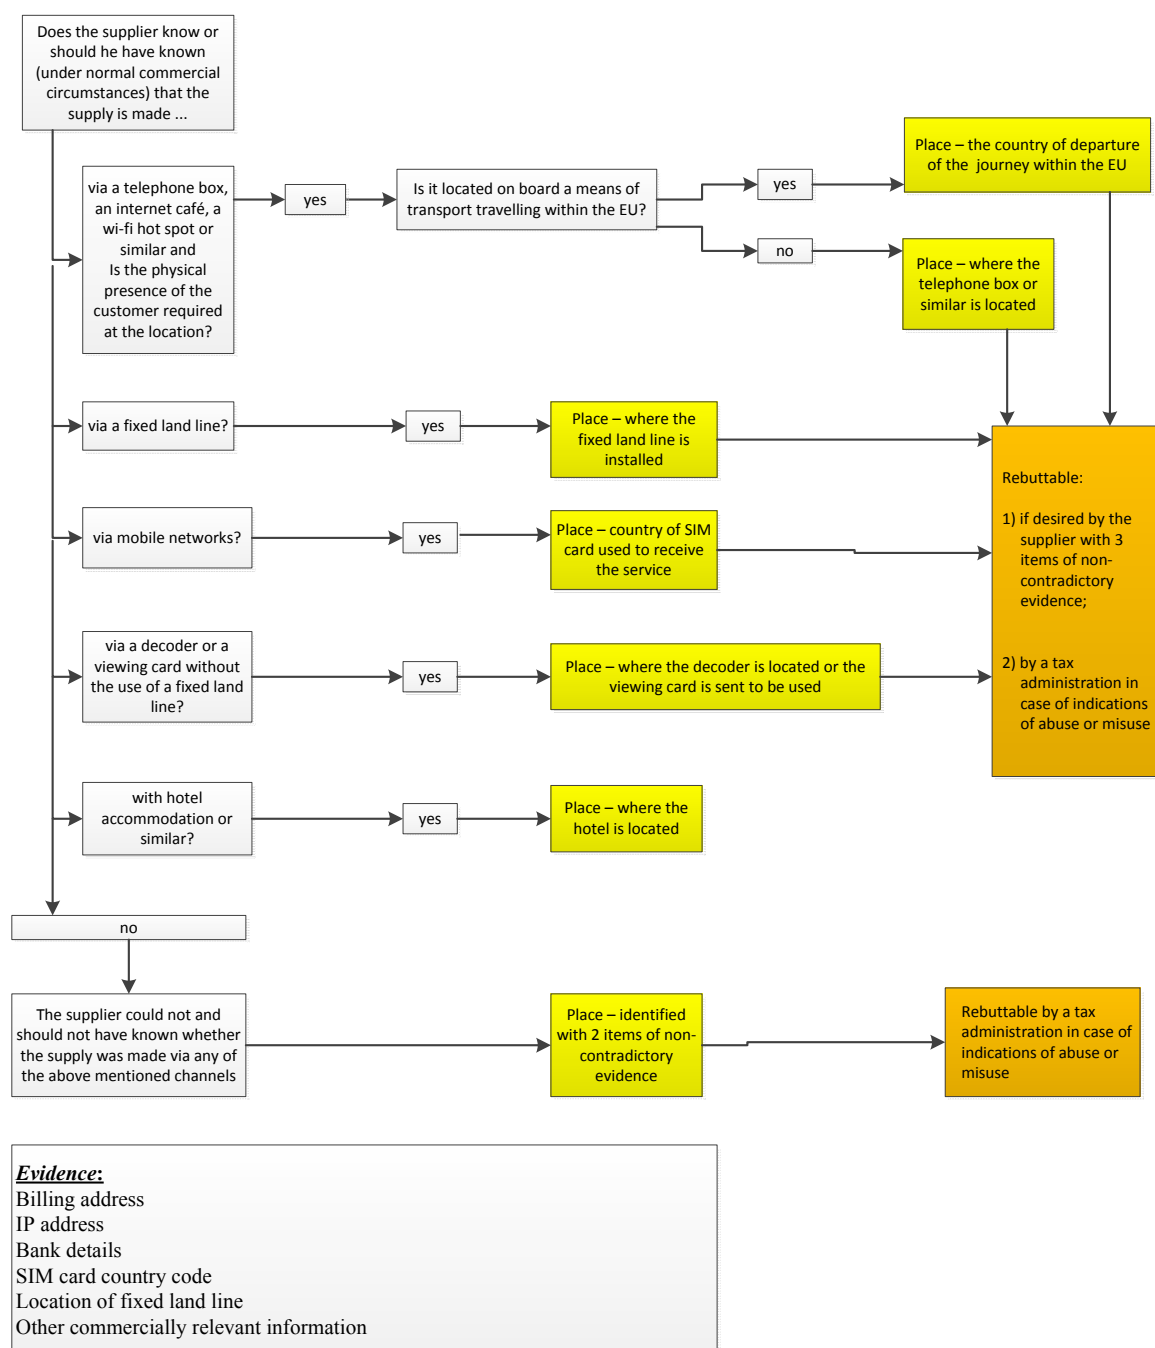 Does the supplier know or
should he have known
(under normal commercial
circumstances) that the
supply is made ...
via a telephone box,
an internet café, a
wi-fi hot spot or
similar and
Is the physical
presence of the
customer required
at the location?
yes
Is it located on board a means of
transport travelling within the EU?
yes
Place – the country of departure
of the journey within the EU
no
Place – where the
telephone box or
similar is located
via a fixed land line?
yes
Place – where the
fixed land line is
installed
via mobile networks?
yes
Place – country of SIM
card used to receive
the service
via a decoder or a
viewing card without
the use of a fixed land
line?
yes
Place – where the decoder is located or the
viewing card is sent to be used
Rebuttable:
1) if desired by the
supplier with 3
items of non-
contradictory
evidence;
2) by a tax
administration in
case of indications
of abuse or misuse
with hotel
accommodation or
similar?
yes
Place – where the
hotel is located
no
The supplier could not and
should not have known whether
the supply was made via any of
the above mentioned channels
Place – identified
with 2 items of non-
contradictory
evidence
Rebuttable by a tax
administration in case of
indications of abuse or
misuse
Evidence:
Billing address
IP address
Bank details
SIM card country code
Location of fixed land line
Other commercially relevant information